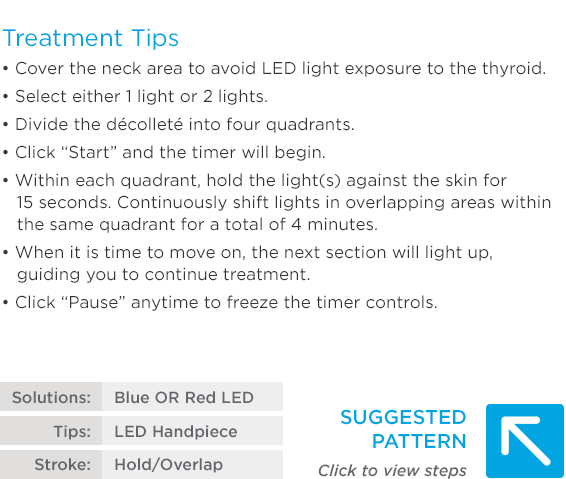 Treatment Tips
• Cover the neck area to avoid LED light exposure to the thyroid.
• Select either 1 light or 2 lights.
• Divide the décolleté into four quadrants.
• Click “Start” and the timer will begin.
• Within each quadrant, hold the light(s) against the skin for
15 seconds. Continuously shift lights in overlapping areas within
the same quadrant for a total of 4 minutes.
• When it is time to move on, the next section will light up,
guiding you to continue treatment.
• Click “Pause” anytime to freeze the timer controls.
Solutions: Blue OR Red LED
Tips: LED Handpiece
Stroke: Hold/Overlap
SUGGESTED
PATTERN
Click to view steps